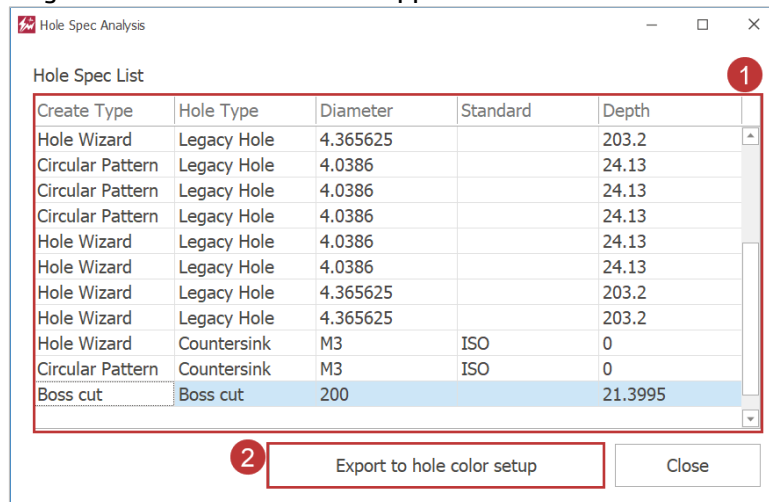 Hole Spec Analysis
Hole Spec List
1
Create Type Hole Type Diameter Standard Depth
Hole Wizard Legacy Hole 4.365625 203.2
Circular Pattern Legacy Hole 4.0386 24.13
Circular Pattern Legacy Hole 4.0386 24.13
Circular Pattern Legacy Hole 4.0386 24.13
Hole Wizard Legacy Hole 4.0386 24.13
Hole Wizard Legacy Hole 4.0386 24.13
Hole Wizard Legacy Hole 4.365625 203.2
Hole Wizard Legacy Hole 4.365625 203.2
Hole Wizard Countersink M3 ISO 0
Circular Pattern Countersink M3 ISO 0
Boss cut Boss cut 200 21.3995
2 Export to hole color setup Close